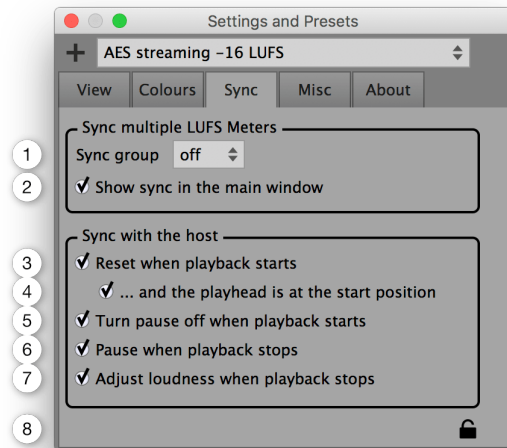 Settings and Presets
AES streaming -16 LUFS
View Colours Sync Misc About
Sync multiple LUFS Meters
1 Sync group off
2 Show sync in the main window
Sync with the host
3 Reset when playback starts
4 ... and the playhead is at the start position
5 Turn pause off when playback starts
6 Pause when playback stops
7 Adjust loudness when playback stops
8